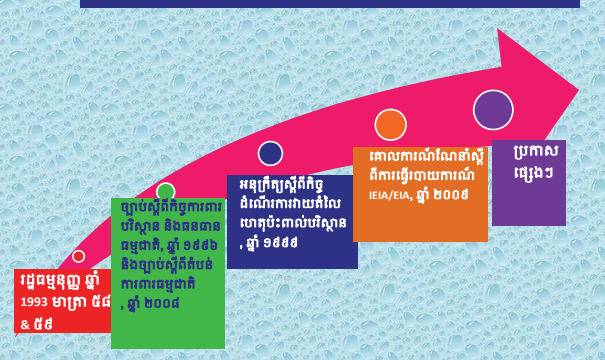 រដ្ឋធម្មនុញ្ញ ឆ្នាំ
1993 មាត្រា ៥៨
& ៥៩
ច្បាប់ស្តីពីកិច្ចការពារ
បរិស្ថាន និងធនធាន
ធម្មជាតិ, ឆ្នាំ ១៩៩៦
និងច្បាប់ស្តីពីតំបន់
ការពារធម្មជាតិ
, ឆ្នាំ ២០០៨
អនុក្រឹត្យស្តីពីកិច្ច
ដំណើរការវាយតំលៃ
ហេតុប៉ះពាល់បរិស្ថាន
, ឆ្នាំ ១៩៩៩
គោលការណ៍ណែនាំស្តី
ពីការធ្វើរបាយការណ៍
IEIA/EIA, ឆ្នាំ ២០០៩
ប្រកាស
ផ្សេងៗ